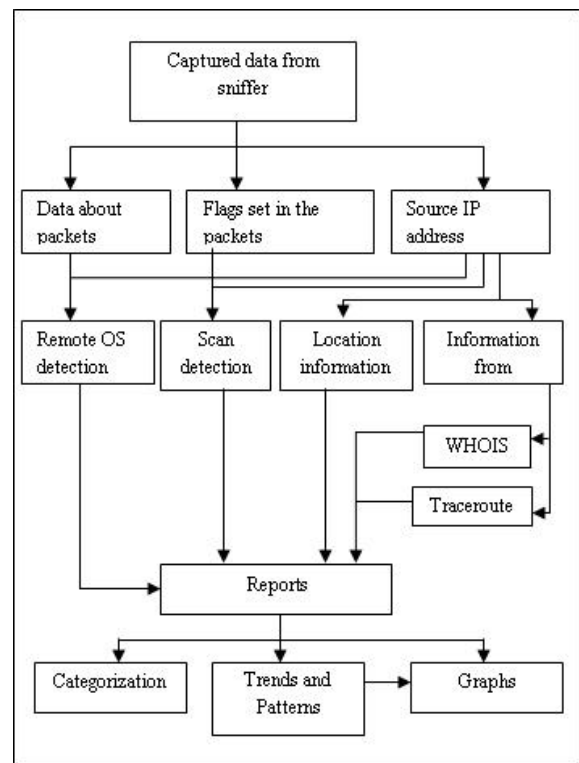 Captured data from
sniffer
Data about
packets
Flags set in the
packets
Source IP
address
Remote OS
detection
Scan
detection
Location
information
Information
from
WHOIS
Traceroute
Reports
Categorization
Trends and
Patterns
Graphs